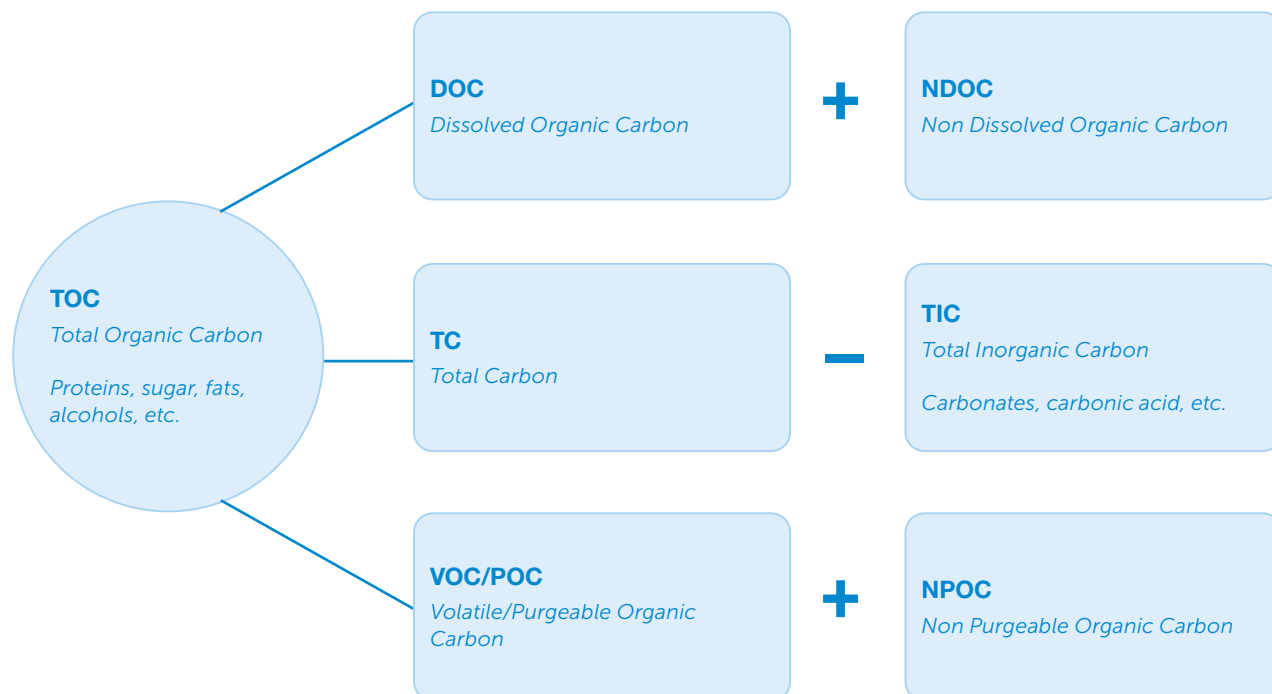 DOC
Dissolved Organic Carbon
+
NDOC
Non Dissolved Organic Carbon
TOC
Total Organic Carbon
Proteins, sugar, fats,
alcohols, etc.
TC
Total Carbon
–
TIC
Total Inorganic Carbon
Carbonates, carbonic acid, etc.
VOC/POC
Volatile/Purgeable Organic
Carbon
+
NPOC
Non Purgeable Organic Carbon